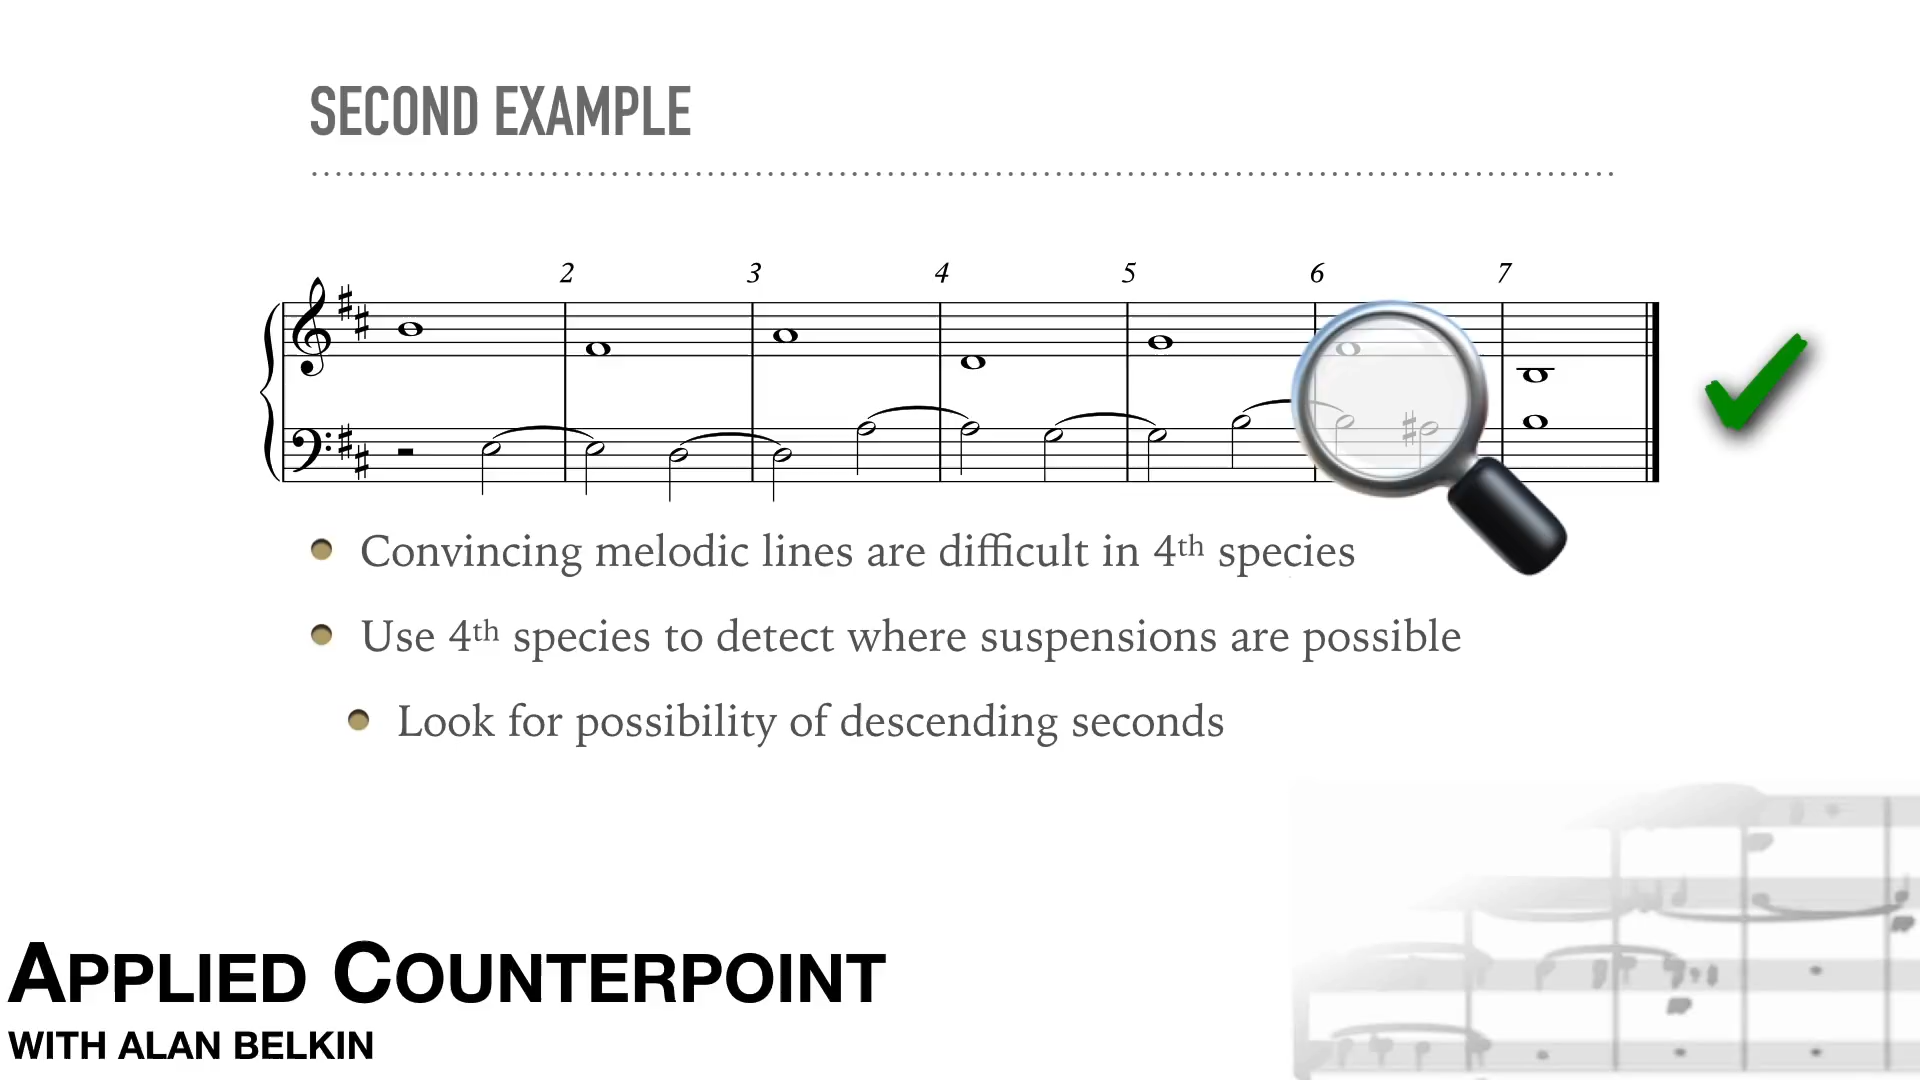 SECOND EXAMPLE
2 3 4 5 6 7
Convincing melodic lines are difficult in 4th species
Use 4th species to detect where suspensions are possible
Look for possibility of descending seconds
APPLIED COUNTERPOINT
WITH ALAN BELKIN